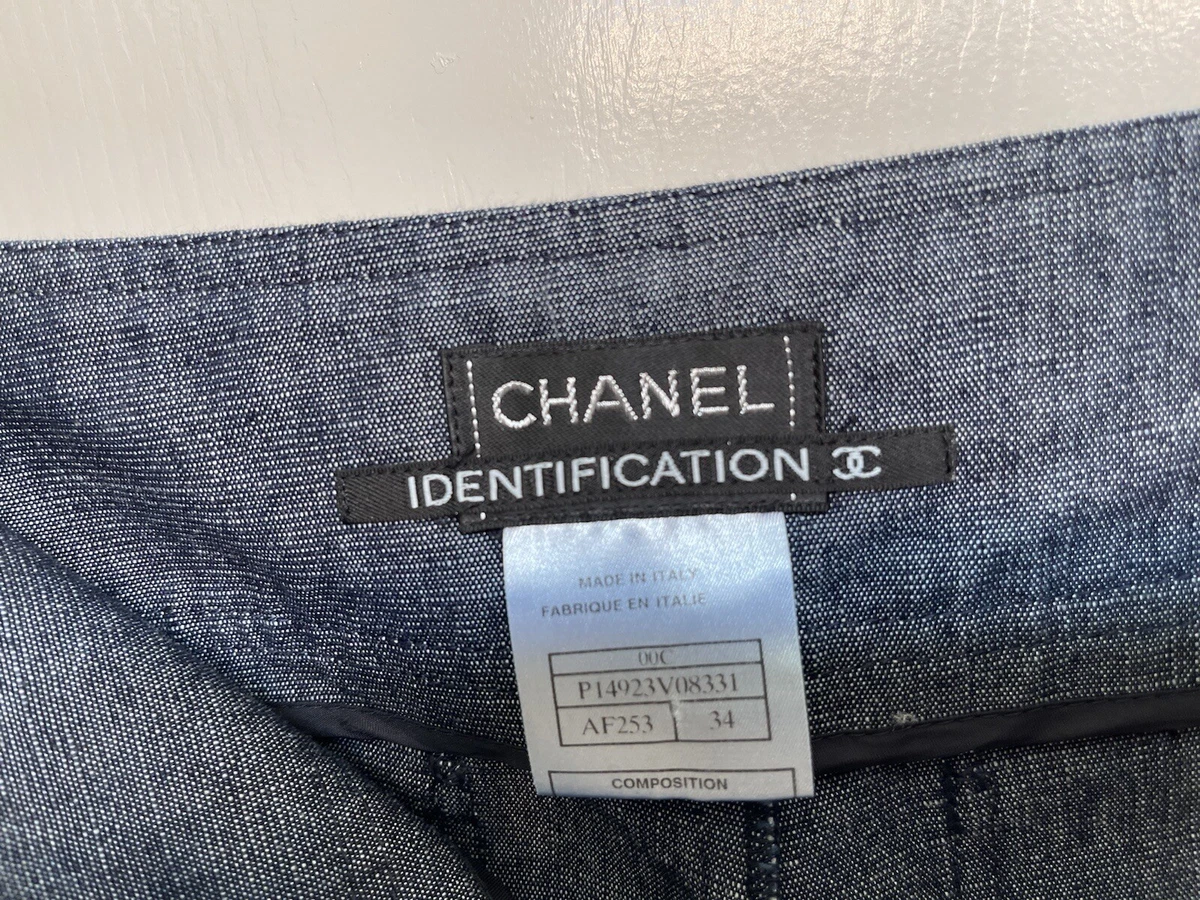 CHANEL
IDENTIFICATION
MADE IN ITALY
FABRIQUE EN ITALIE
00C
P14923V08331
AF253 34
COMPOSITION